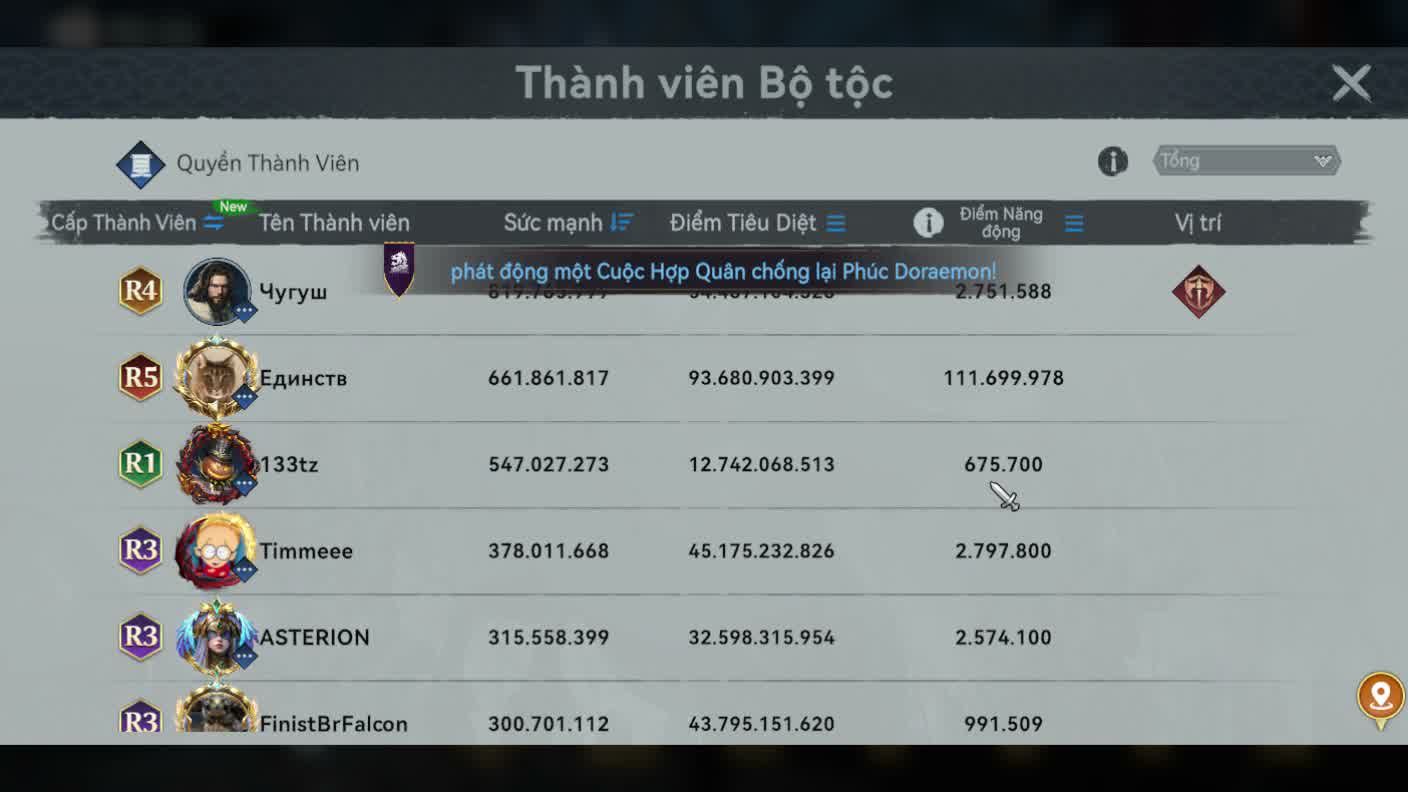 Thành viên Bộ tộc
Quyền Thành Viên
Tổng
Cấp Thành Viên New Tên Thành viên Sức mạnh Điểm Tiêu Diệt Điểm Năng động Vị trí
phát động một Cuộc Hợp Quân chống lại Phúc Doraemon!
R4 Чугуш 2.751.588
R5 Единств 661.861.817 93.680.903.399 111.699.978
R1 133tz 547.027.273 12.742.068.513 675.700
R3 Timmeee 378.011.668 45.175.232.826 2.797.800
R3 ASTERION 315.558.399 32.598.315.954 2.574.100
R3 FinistBrFalcon 300.701.112 43.795.151.620 991.509